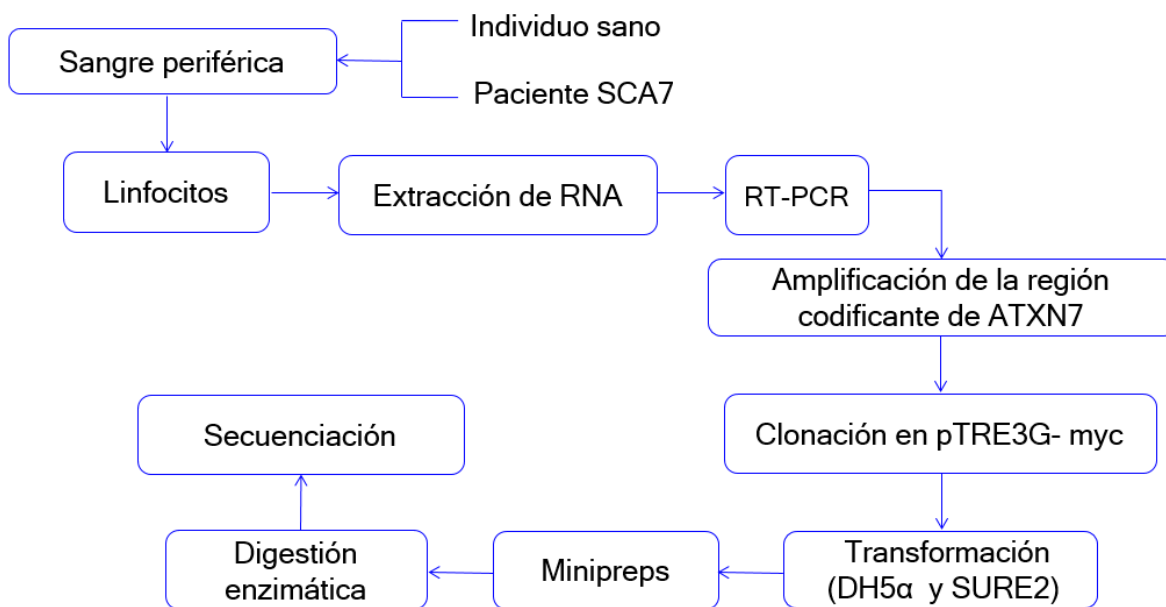 Individuo sano
Sangre periférica
Paciente SCA7
Linfocitos
Extracción de RNA
RT-PCR
Amplificación de la región
codificante de ATXN7
Clonación en pTRE3G- myc
Transformación
(DH5α y SURE2)
Minipreps
Digestión
enzimática
Secuenciación